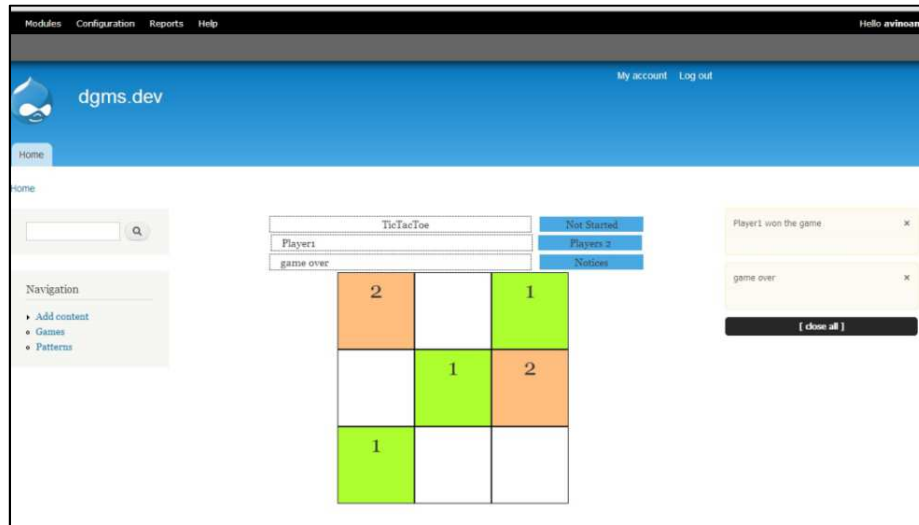 Modules Configuration Reports Help Hello avinoam
My account Log out
dgms.dev
Home
Home
TicTacToe Not Started
Player1 Players 2
game over Notices
Navigation
Add content
Games
Patterns
2 1
1 2
1
Player1 won the game ×
game over ×
[ close all ]